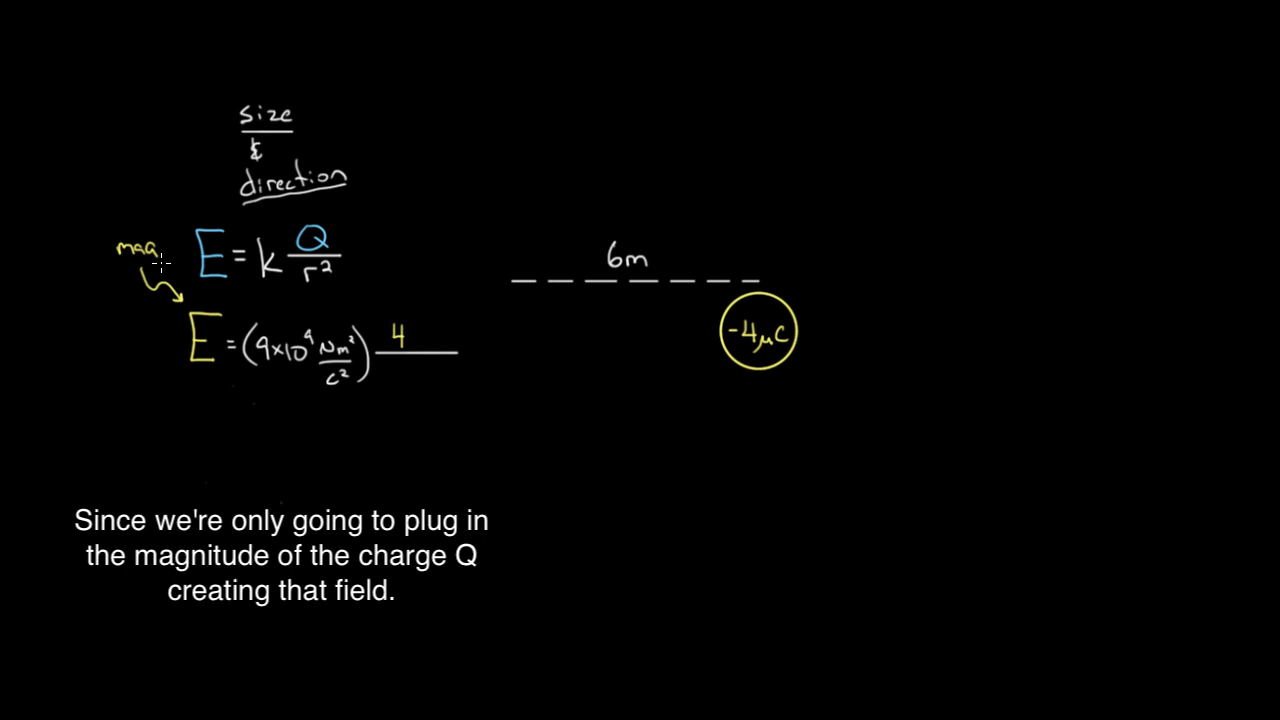 size
&
direction
mag
E = k Q/r²
6m
E = (9×10⁹ Nm²/C²) 4
-4μC
Since we're only going to plug in
the magnitude of the charge Q
creating that field.